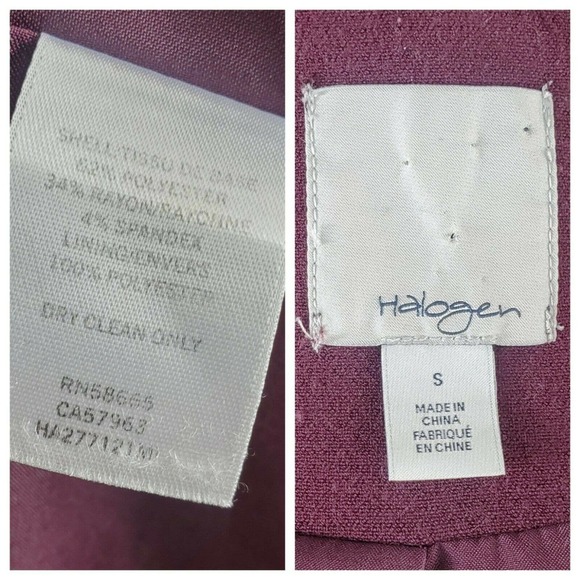 SHELL/TISSU DE BASE
62% POLYESTER
34% RAYON/RAYONNE
4% SPANDEX
LINING/ENVERS
100% POLYESTER
DRY CLEAN ONLY
RN58665
CA57963
HA277121M
Halogen
S
MADE IN
CHINA
FABRIQUÉ
EN CHINE